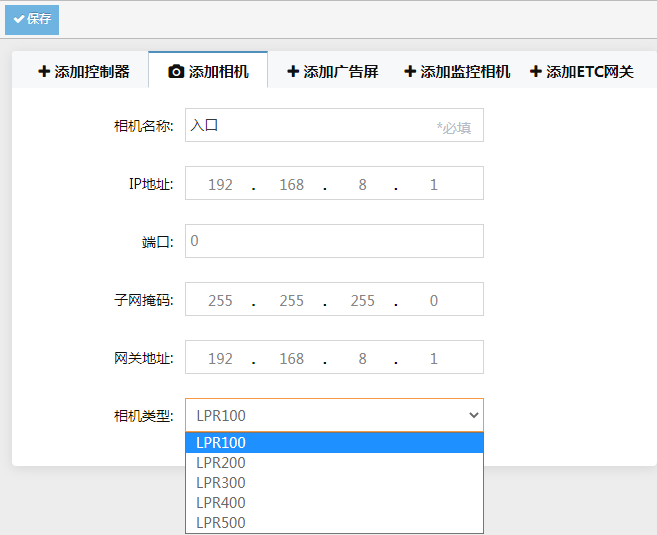 保存
添加控制器 添加相机 添加广告屏 添加监控相机 添加ETC网关
相机名称: 入口 *必填
IP地址: 192 . 168 . 8 . 1
端口: 0
子网掩码: 255 . 255 . 255 . 0
网关地址: 192 . 168 . 8 . 1
相机类型: LPR100
LPR100
LPR200
LPR300
LPR400
LPR500